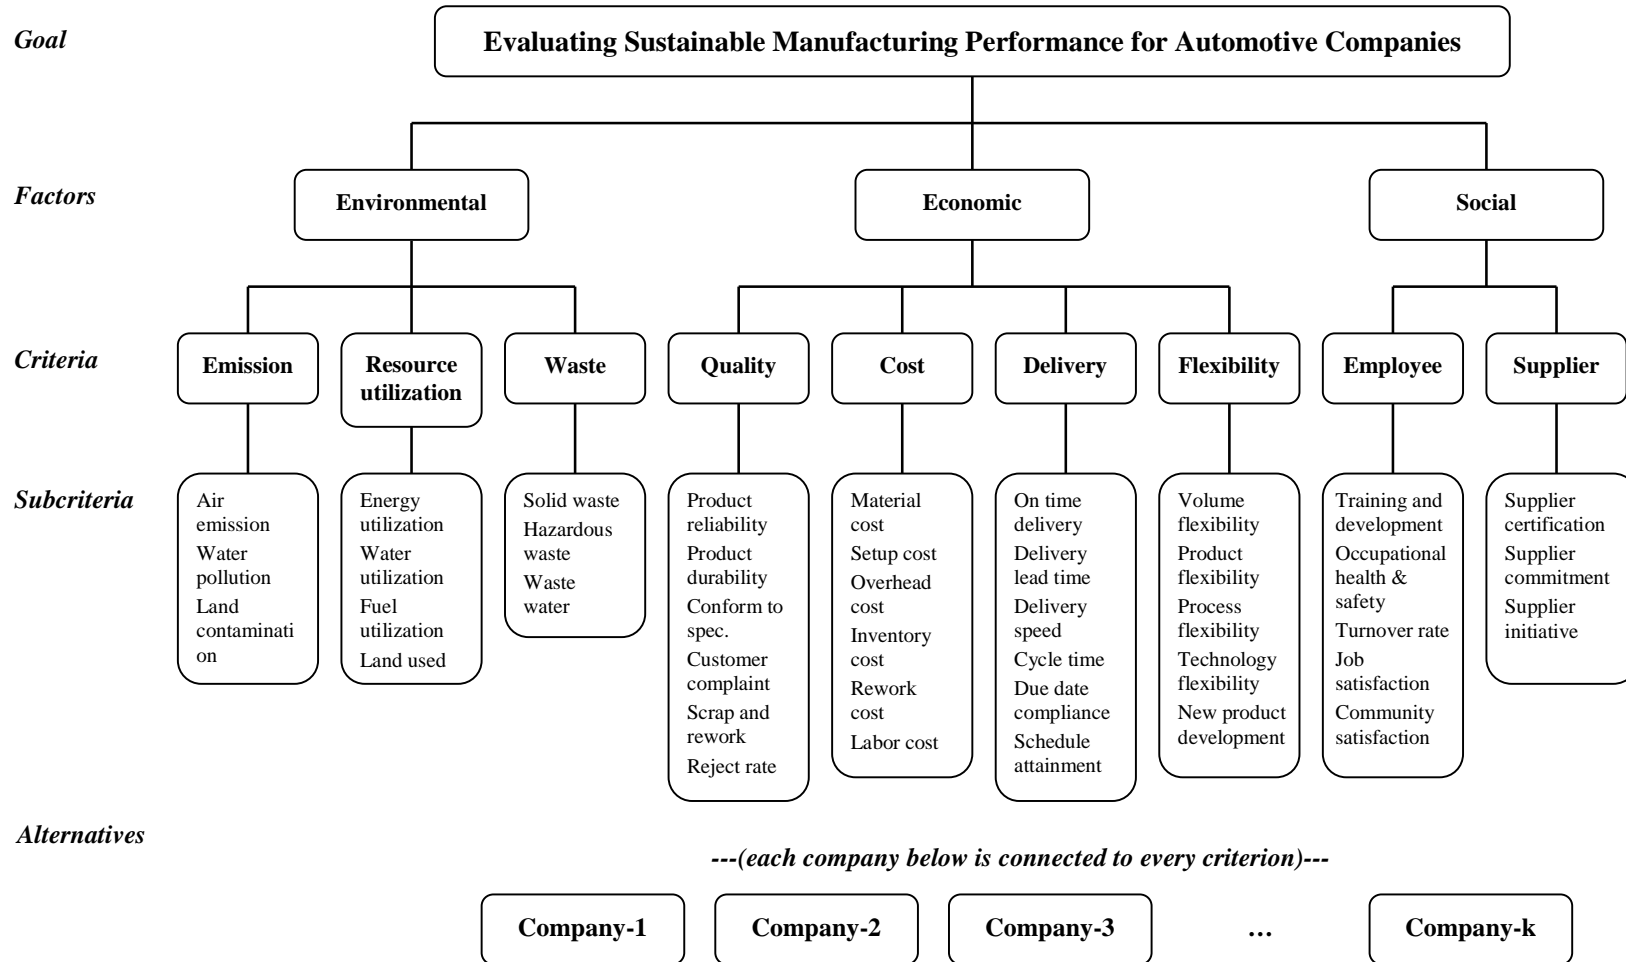 Goal
Evaluating Sustainable Manufacturing Performance for Automotive Companies
Factors
Environmental
Economic
Social
Criteria
Emission
Resource
utilization
Waste
Quality
Cost
Delivery
Flexibility
Employee
Supplier
Subcriteria
Air
emission
Water
pollution
Land
contaminati
on
Energy
utilization
Water
utilization
Fuel
utilization
Land used
Solid waste
Hazardous
waste
Waste
water
Product
reliability
Product
durability
Conform to
spec.
Customer
complaint
Scrap and
rework
Reject rate
Material
cost
Setup cost
Overhead
cost
Inventory
cost
Rework
cost
Labor cost
On time
delivery
Delivery
lead time
Delivery
speed
Cycle time
Due date
compliance
Schedule
attainment
Volume
flexibility
Product
flexibility
Process
flexibility
Technology
flexibility
New product
development
Training and
development
Occupational
health &
safety
Turnover rate
Job
satisfaction
Community
satisfaction
Supplier
certification
Supplier
commitment
Supplier
initiative
Alternatives
---(each company below is connected to every criterion)---
Company-1
Company-2
Company-3
…
Company-k